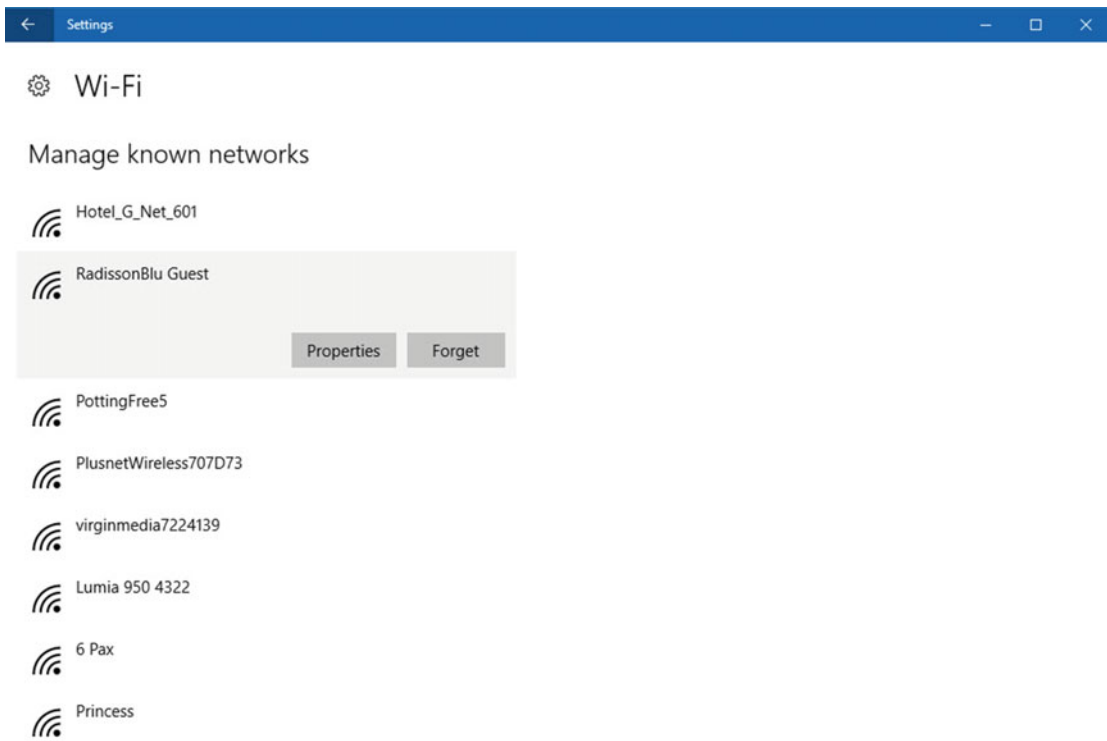 Settings
Wi-Fi
Manage known networks
Hotel_G_Net_601
RadissonBlu Guest
Properties Forget
PottingFree5
PlusnetWireless707D73
virginmedia7224139
Lumia 950 4322
6 Pax
Princess